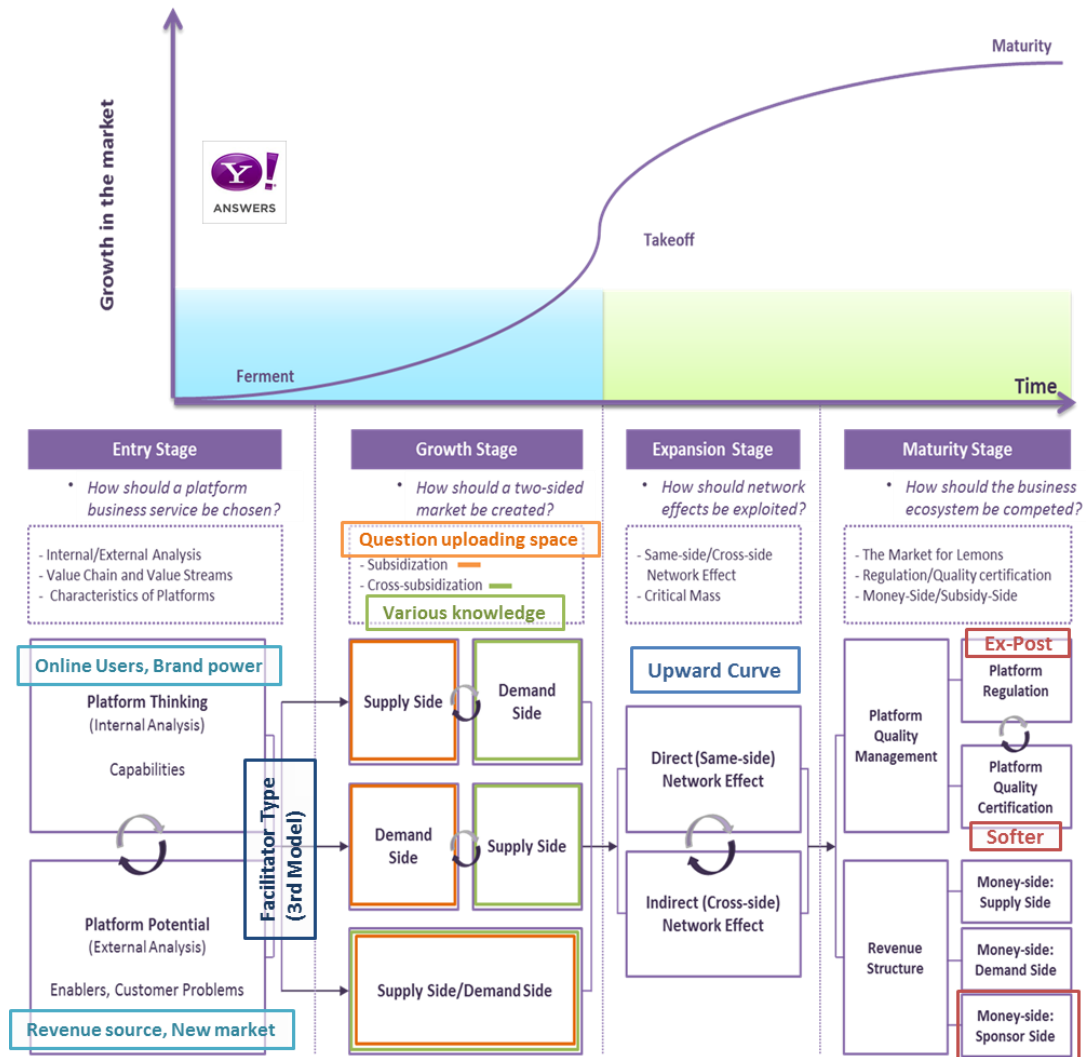 Growth in the market
Maturity
Y!
ANSWERS
Takeoff
Ferment
Time
Entry Stage
• How should a platform
business service be chosen?
- Internal/External Analysis
- Value Chain and Value Streams
- Characteristics of Platforms
Online Users, Brand power
Platform Thinking
(Internal Analysis)
Capabilities
Platform Potential
(External Analysis)
Enablers, Customer Problems
Revenue source, New market
Facilitator Type
(3rd Model)
Growth Stage
• How should a two-sided
market be created?
Question uploading space
- Subsidization
- Cross-subsidization
Various knowledge
Supply Side
Demand
Side
Demand
Side
Supply Side
Supply Side/Demand Side
Expansion Stage
• How should network
effects be exploited?
- Same-side/Cross-side
Network Effect
- Critical Mass
Upward Curve
Direct (Same-side)
Network Effect
Indirect (Cross-side)
Network Effect
Maturity Stage
• How should the business
ecosystem be competed?
- The Market for Lemons
- Regulation/Quality certification
- Money-Side/Subsidy-Side
Platform
Quality
Management
Ex-Post
Platform
Regulation
Platform
Quality
Certification
Softer
Revenue
Structure
Money-side:
Supply Side
Money-side:
Demand Side
Money-side:
Sponsor Side